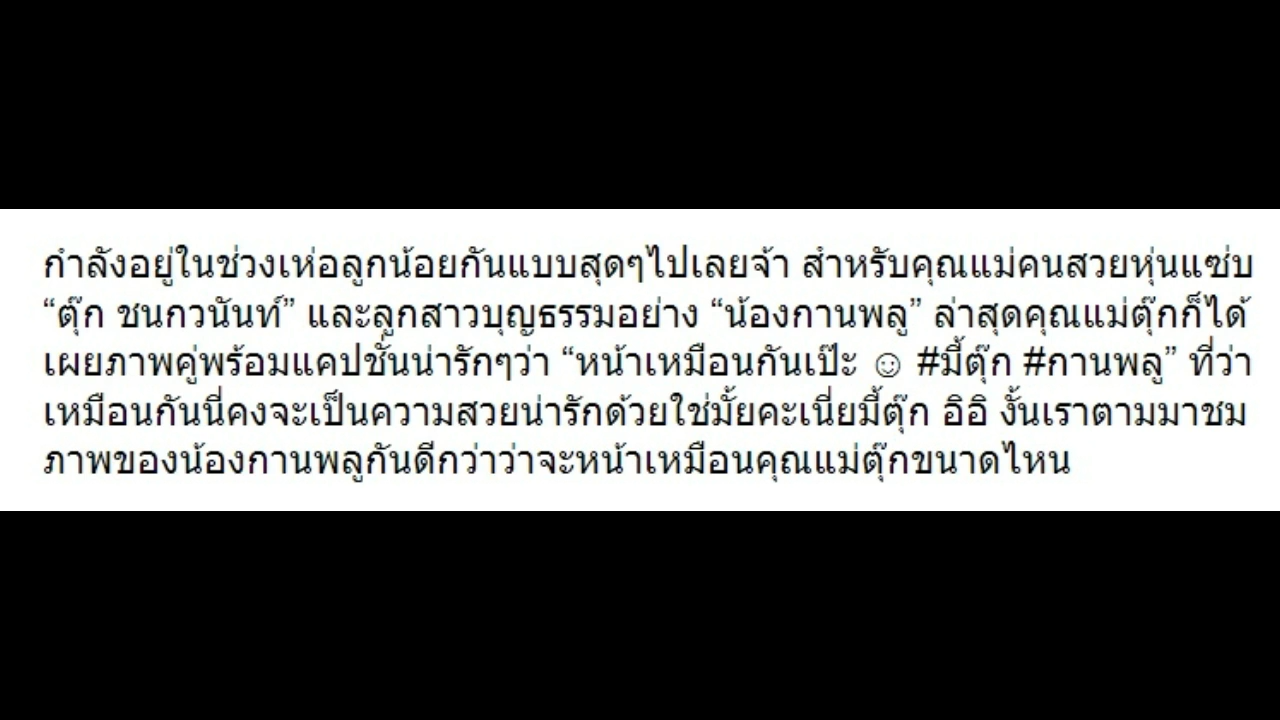 กำลังอยู่ในช่วงเห่อลูกน้อยกันแบบสุดๆไปเลยจ้า สำหรับคุณแม่คนสวยหุ่นแซ่บ
“ตุ๊ก ชนกวนันท์” และลูกสาวบุญธรรมอย่าง “น้องกานพลู” ล่าสุดคุณแม่ตุ๊กก็ได้
เผยภาพคู่พร้อมแคปชั่นน่ารักๆว่า “หน้าเหมือนกันเป๊ะ ☺ #มี้ตุ๊ก #กานพลู” ที่ว่า
เหมือนกันนี่คงจะเป็นความสวยน่ารักด้วยใช่มั้ยคะเนี่ยมี้ตุ๊ก อิอิ งั้นเราตามมาชม
ภาพของน้องกานพลูกันดีกว่าว่าจะหน้าเหมือนคุณแม่ตุ๊กขนาดไหน